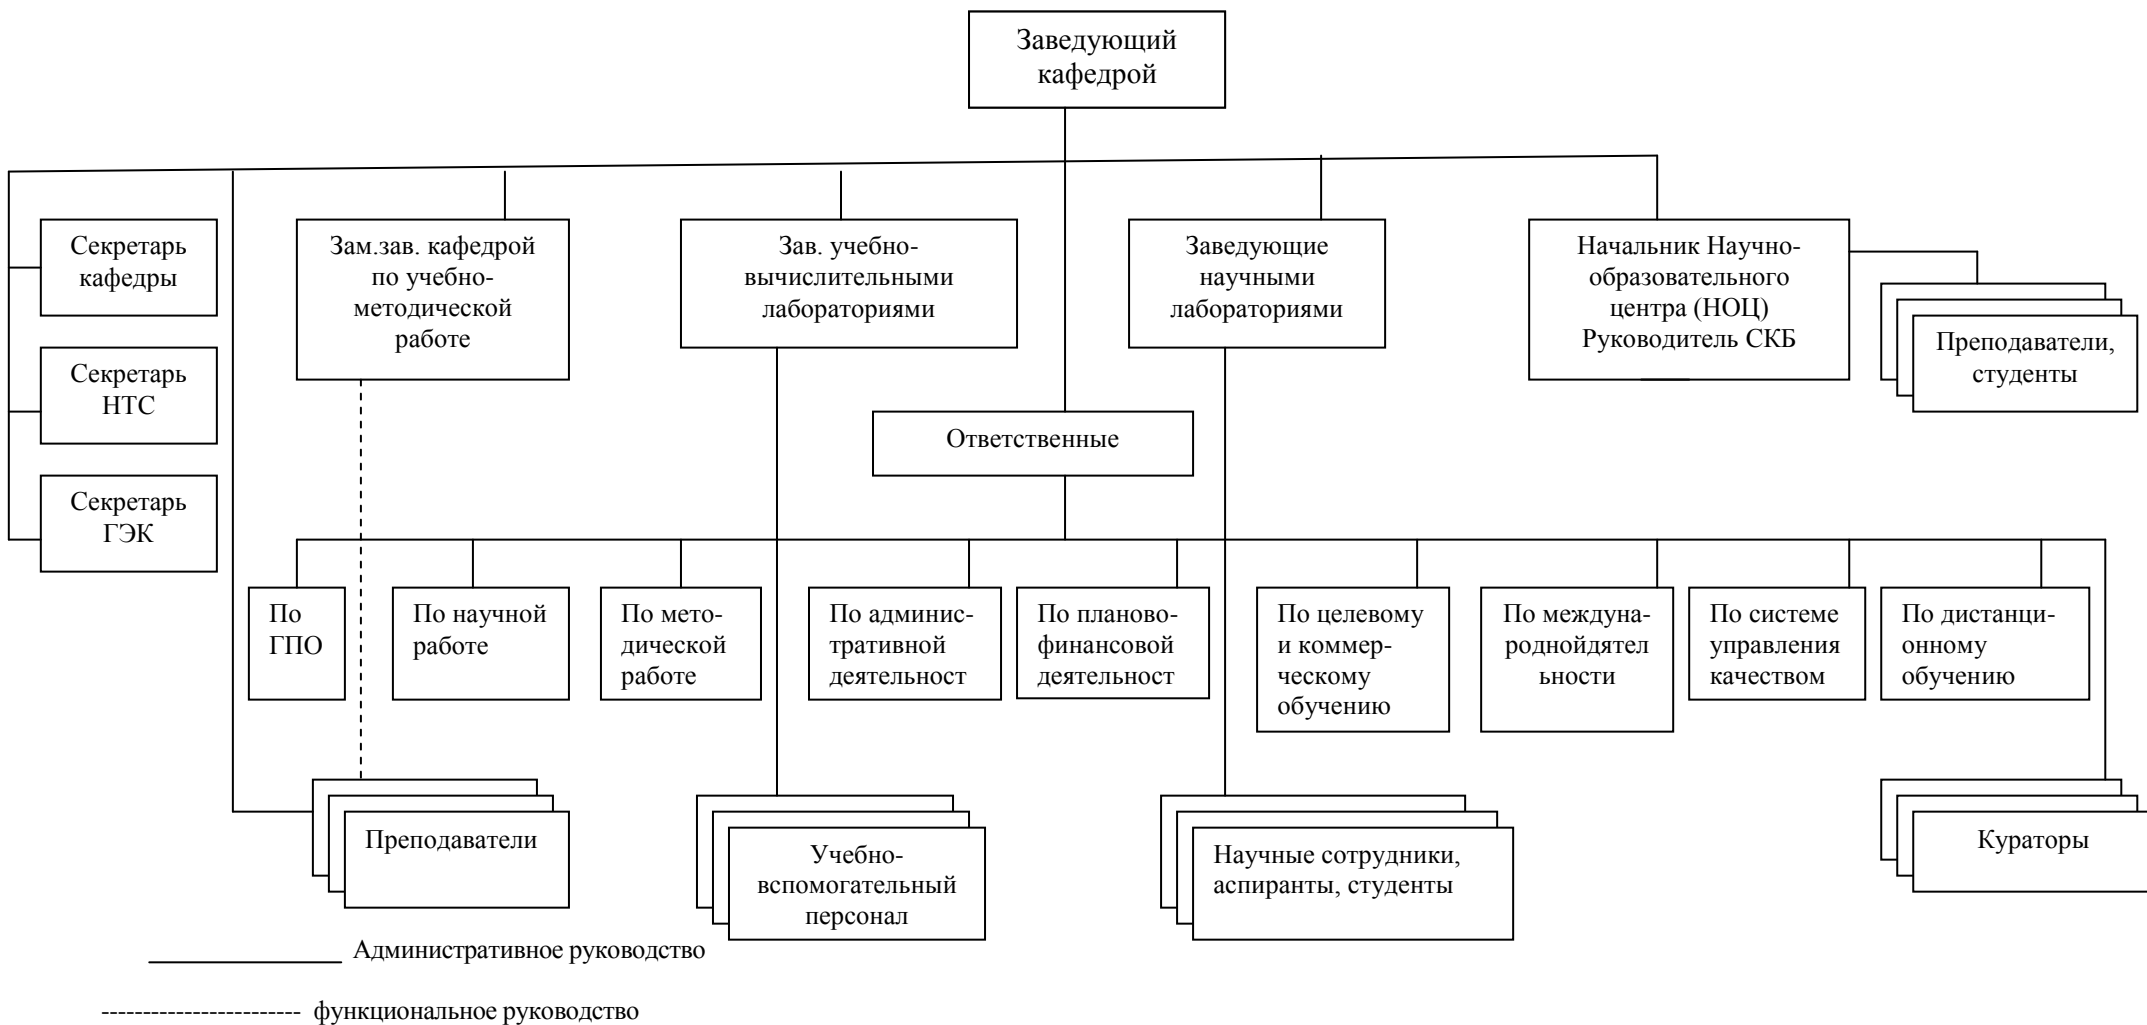 Заведующий
кафедрой
Секретарь
кафедры
Зам.зав. кафедрой
по учебно-
методической
работе
Зав. учебно-
вычислительными
лабораториями
Заведующие
научными
лабораториями
Начальник Научно-
образовательного
центра (НОЦ)
Руководитель СКБ
Преподаватели,
студенты
Секретарь
НТС
Ответственные
Секретарь
ГЭК
По
ГПО
По научной
работе
По мето-
дической
работе
По админис-
тративной
деятельност
По планово-
финансовой
деятельност
По целевому
и коммер-
ческому
обучению
По междуна-
роднойдятел
ьности
По системе
управления
качеством
По дистанци-
онному
обучению
Преподаватели
Учебно-
вспомогательный
персонал
Научные сотрудники,
аспиранты, студенты
Кураторы
Административное руководство
функциональное руководство